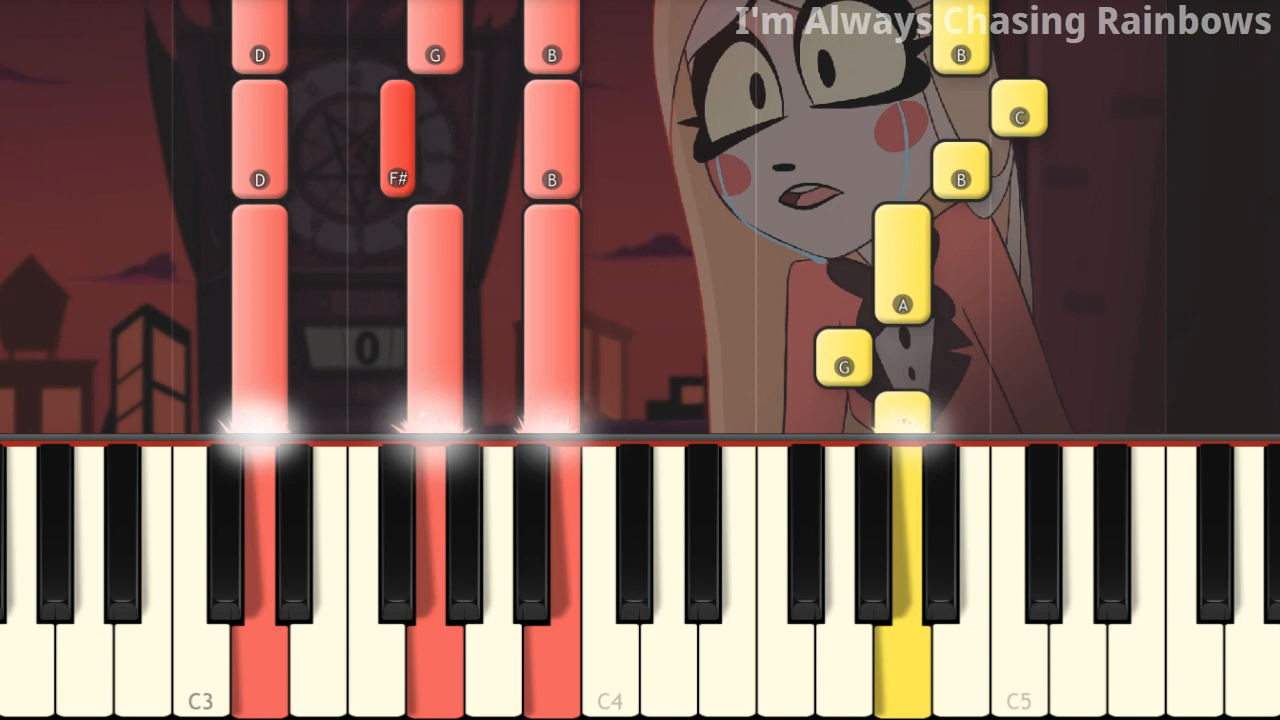 I'm Always Chasing Rainbows
D G B B
C
D F# B B
A
0
G
C3 C4 C5